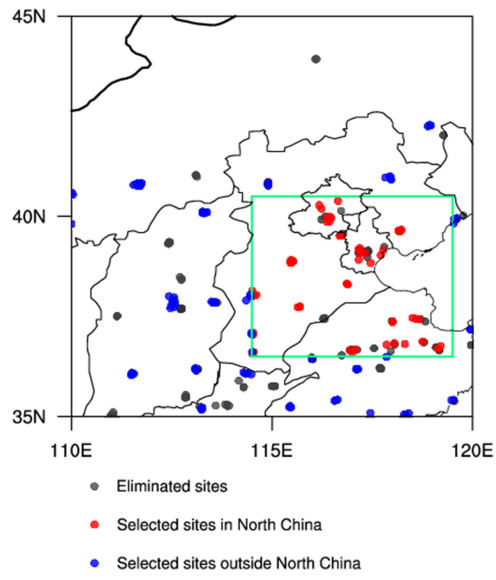 45N
40N
35N
110E 115E 120E
Eliminated sites
Selected sites in North China
Selected sites outside North China